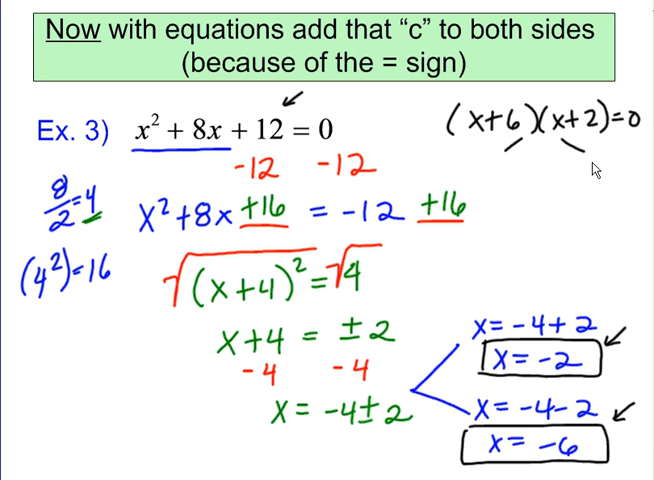 Now with equations add that “c” to both sides
(because of the = sign)
Ex. 3) x² + 8x + 12 = 0
(x+6)(x+2)=0
-12 -12
8/2=4
x²+8x +16 = -12 +16
(4²)=16
√(x+4)² = √4
x+4 = ±2
-4 -4
x = -4±2
x = -4+2
x = -2
x = -4-2
x = -6